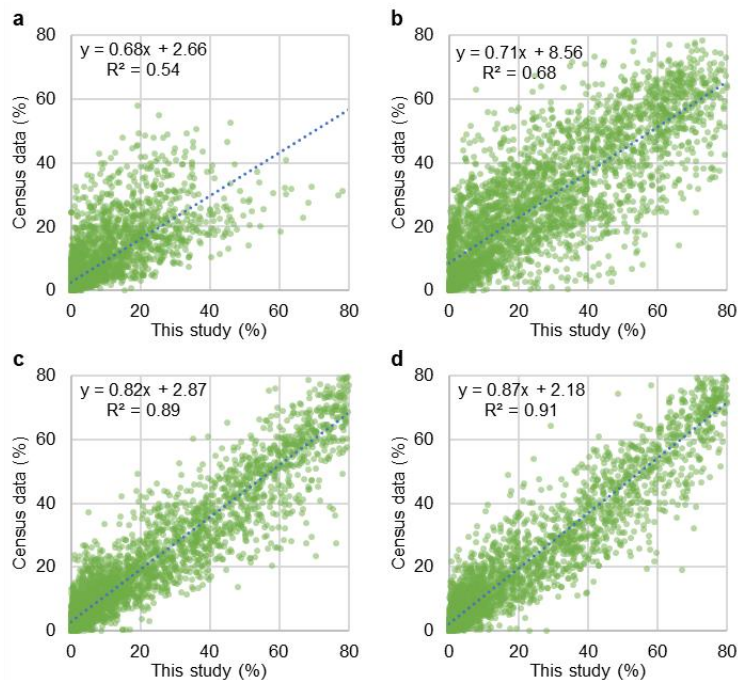 a
y = 0.68x + 2.66
R² = 0.54
Census data (%)
80
60
40
20
0
0 20 40 60 80
This study (%)
b
y = 0.71x + 8.56
R² = 0.68
Census data (%)
80
60
40
20
0
0 20 40 60 80
This study (%)
c
y = 0.82x + 2.87
R² = 0.89
Census data (%)
80
60
40
20
0
0 20 40 60 80
This study (%)
d
y = 0.87x + 2.18
R² = 0.91
Census data (%)
80
60
40
20
0
0 20 40 60 80
This study (%)